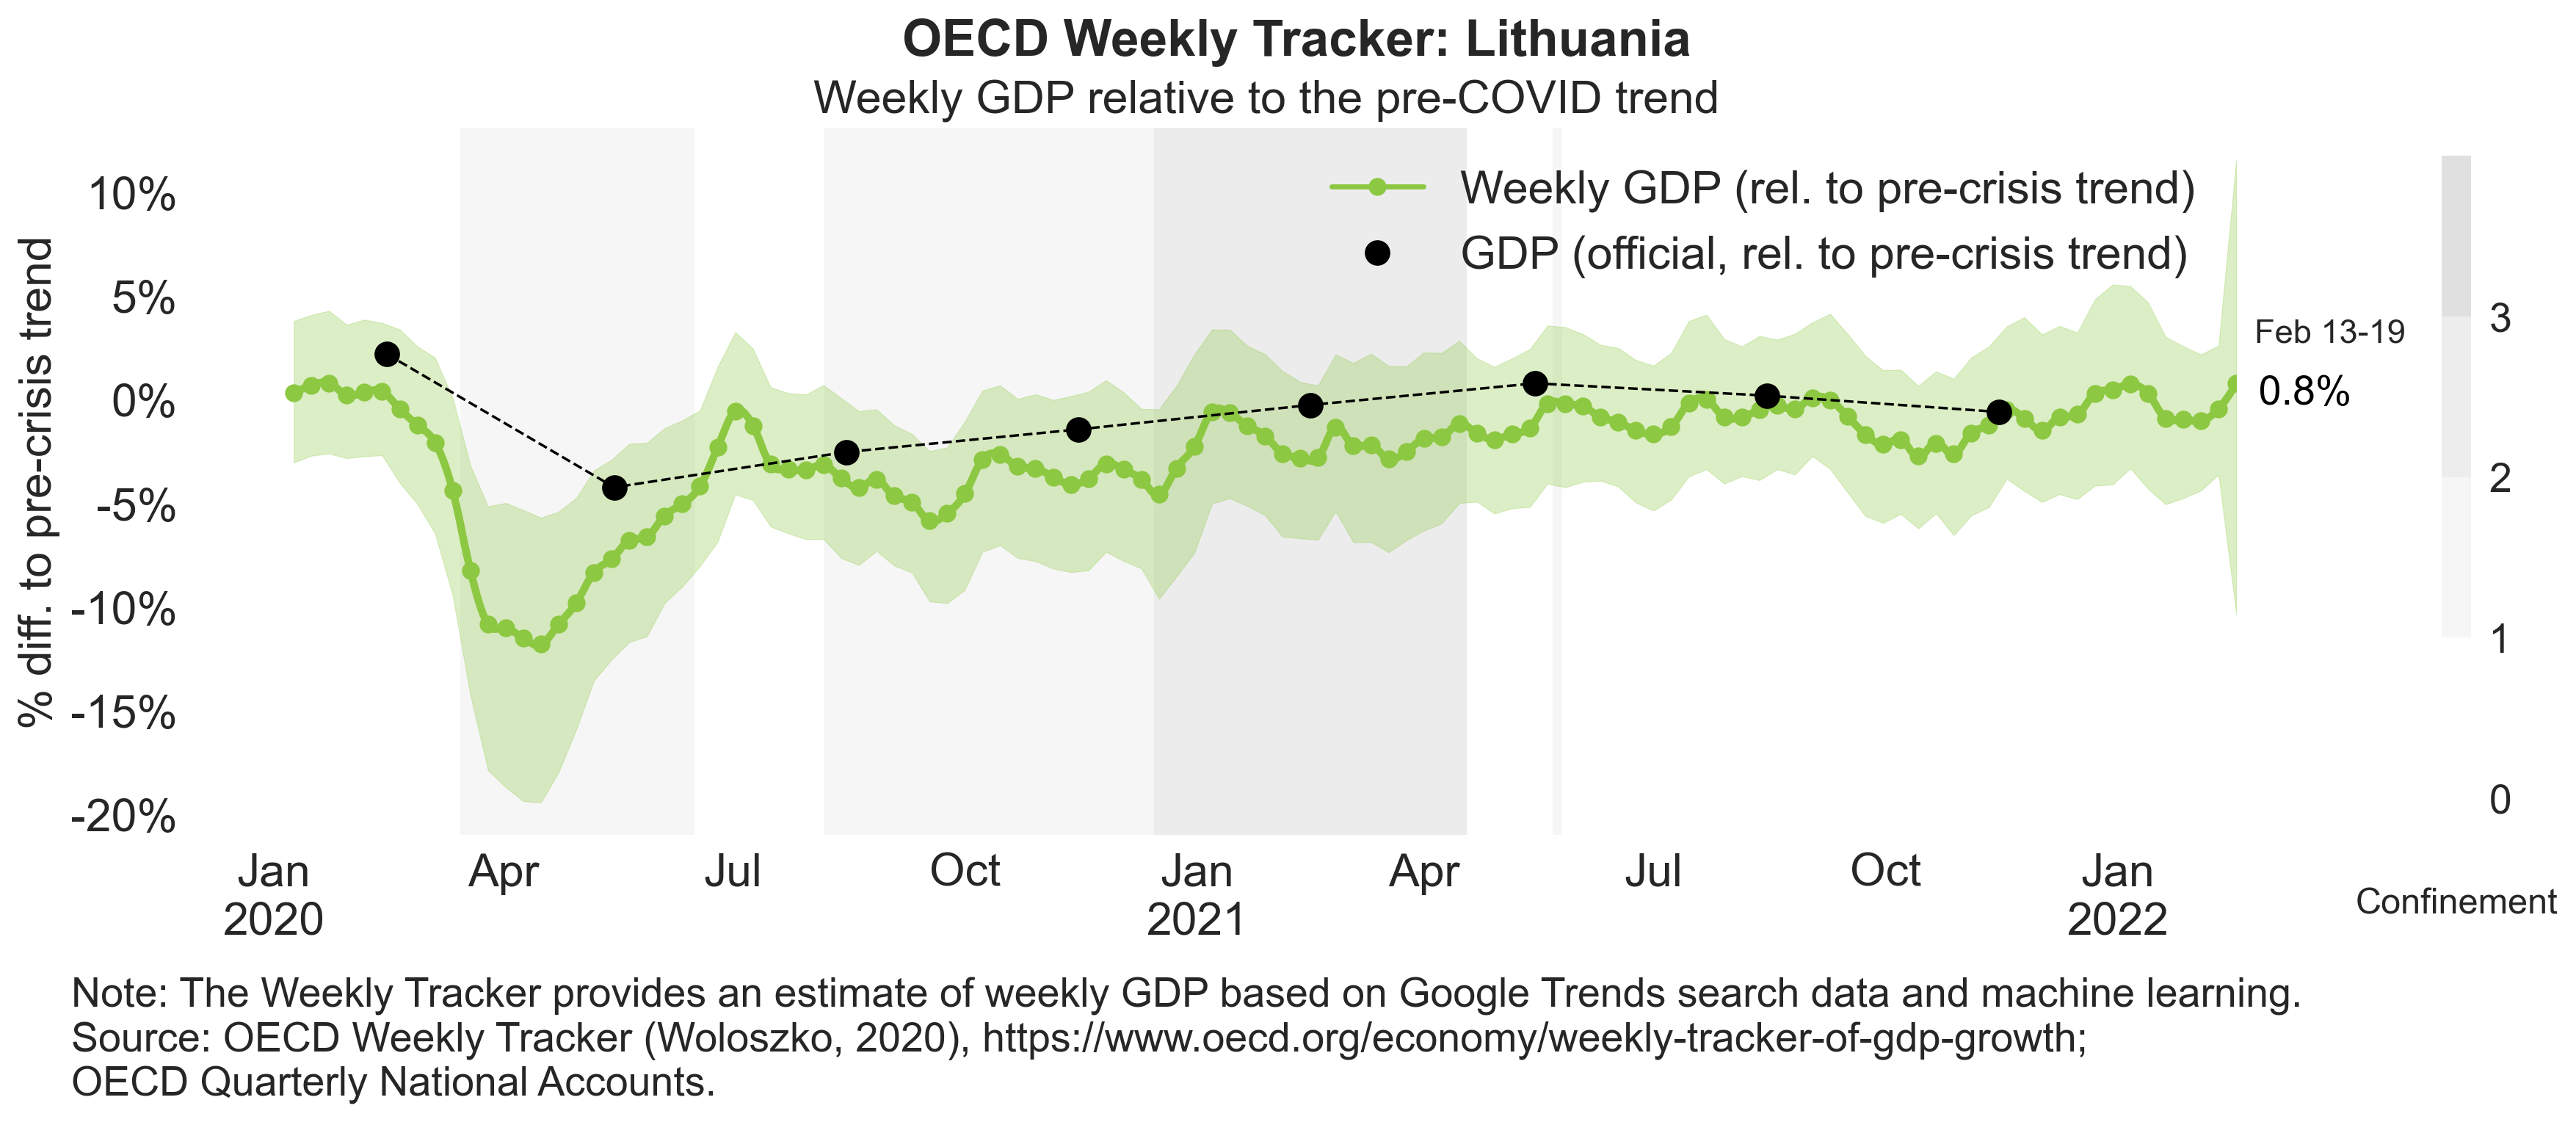 OECD Weekly Tracker: Lithuania
Weekly GDP relative to the pre-COVID trend
% diff. to pre-crisis trend
10%
5%
0%
-5%
-10%
-15%
-20%
Weekly GDP (rel. to pre-crisis trend)
GDP (official, rel. to pre-crisis trend)
Feb 13-19
0.8%
3
2
1
0
Confinement
Jan Apr Jul Oct Jan Apr Jul Oct Jan
2020 2021 2022
Note: The Weekly Tracker provides an estimate of weekly GDP based on Google Trends search data and machine learning.
Source: OECD Weekly Tracker (Woloszko, 2020), https://www.oecd.org/economy/weekly-tracker-of-gdp-growth;
OECD Quarterly National Accounts.